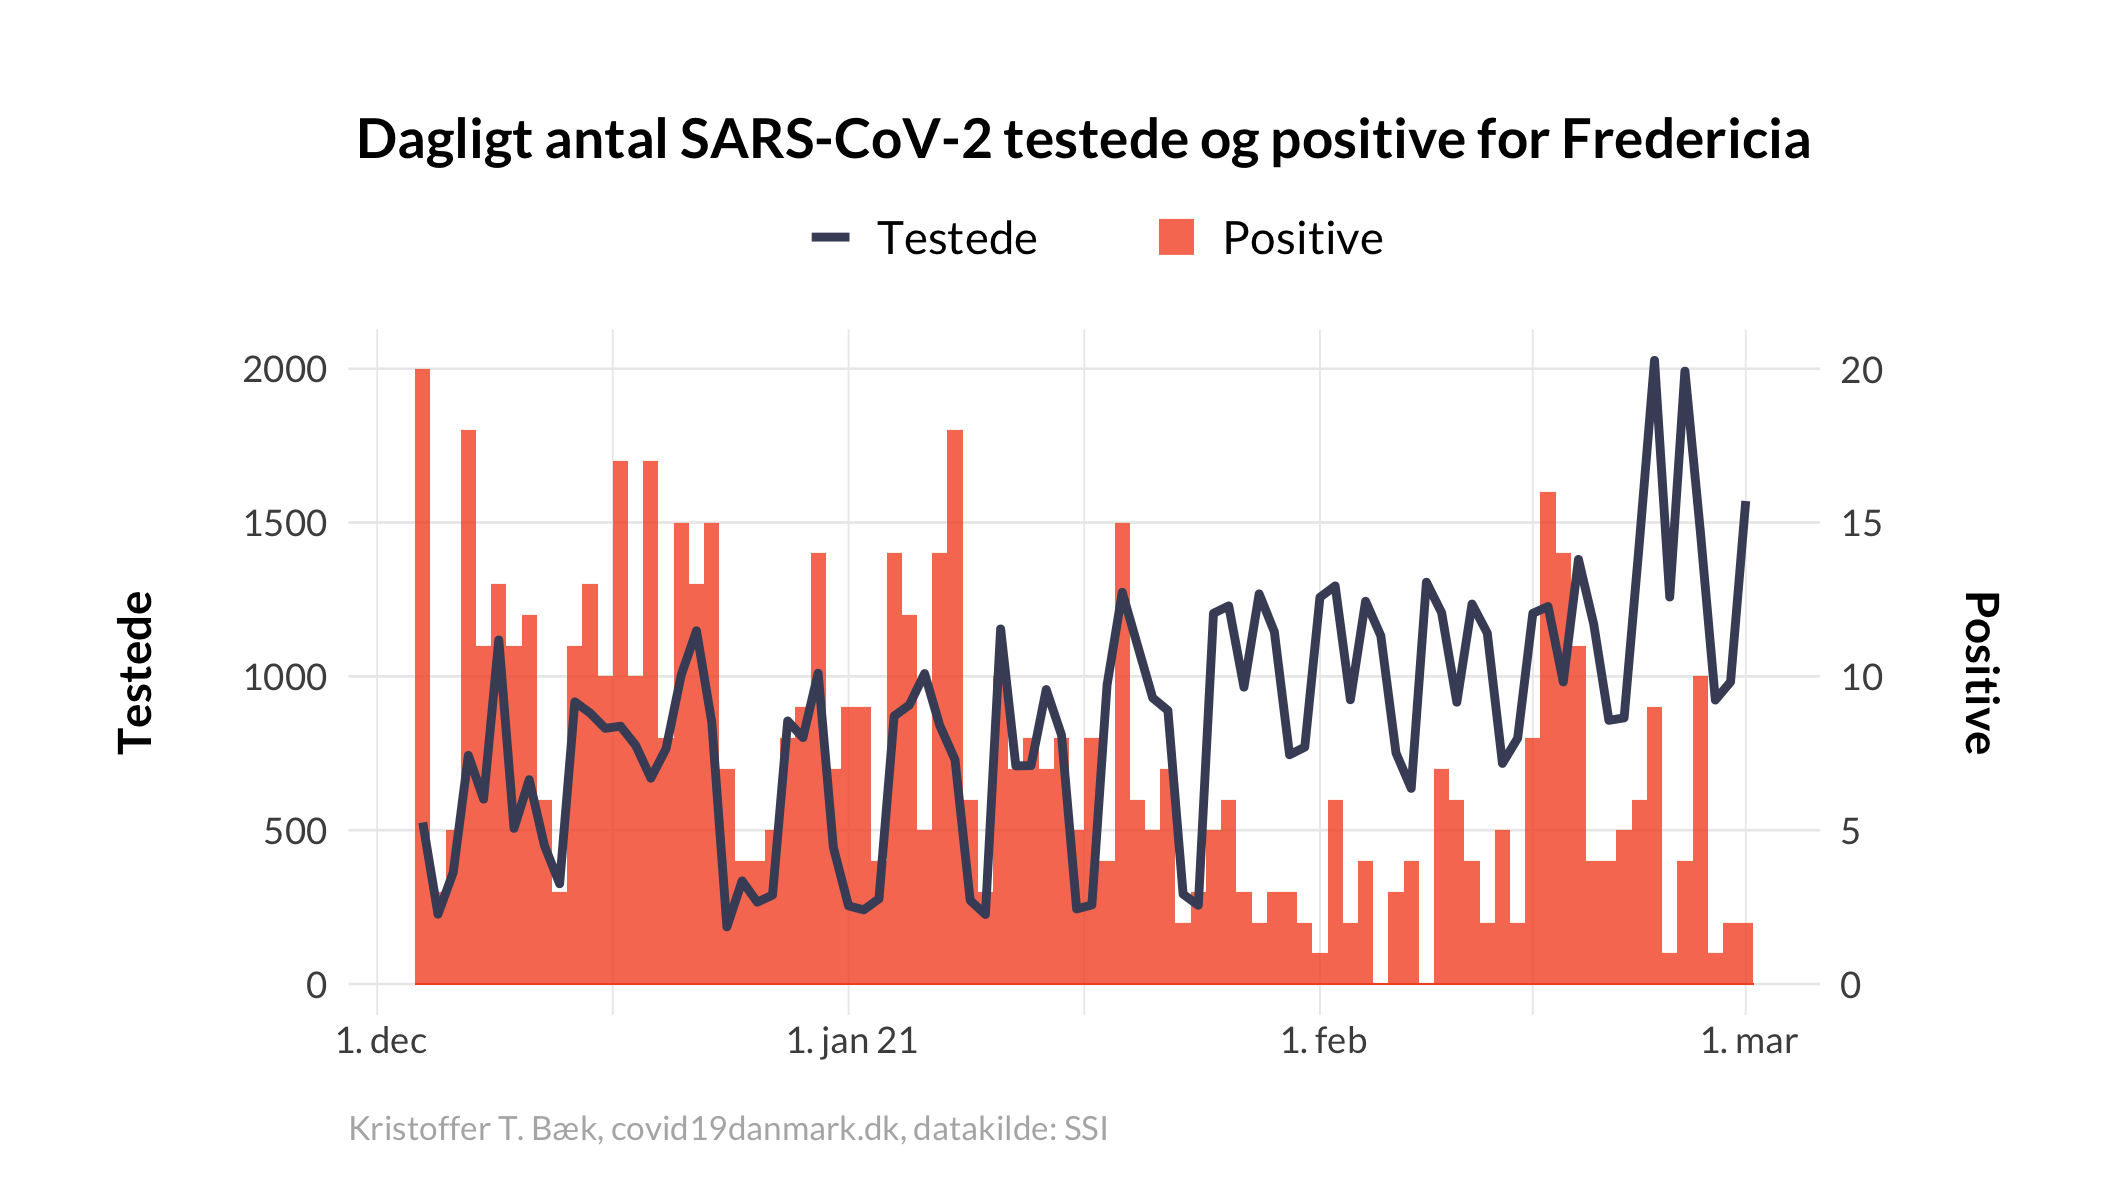 Dagligt antal SARS-CoV-2 testede og positive for Fredericia
Testede Positive
2000 20
1500 15
1000 10
500 5
0 0
Testede
Positive
1. dec 1. jan 21 1. feb 1. mar
Kristoffer T. Bæk, covid19danmark.dk, datakilde: SSI